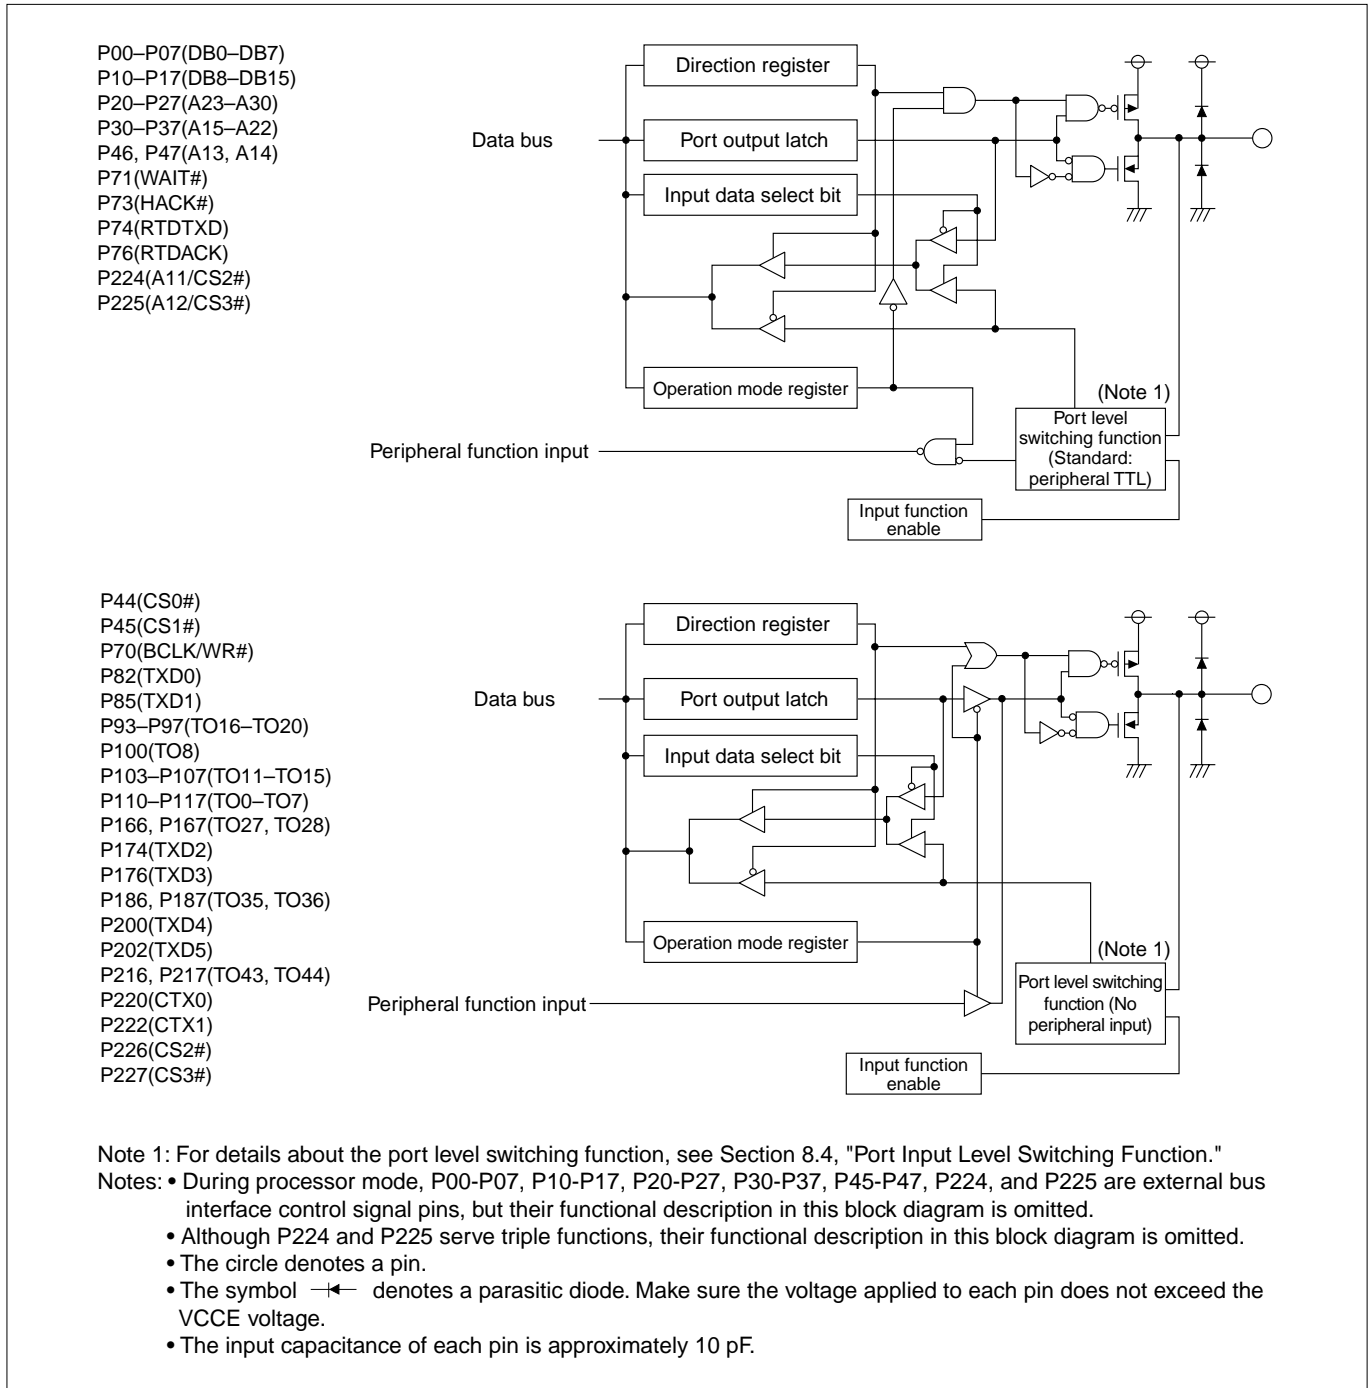 P00–P07(DB0–DB7)
P10–P17(DB8–DB15)
P20–P27(A23–A30)
P30–P37(A15–A22)
P46, P47(A13, A14)
P71(WAIT#)
P73(HACK#)
P74(RTDTXD)
P76(RTDACK)
P224(A11/CS2#)
P225(A12/CS3#)
Data bus
Direction register
Port output latch
Input data select bit
Operation mode register
Peripheral function input
(Note 1)
Port level
switching function
(Standard:
peripheral TTL)
Input function
enable
P44(CS0#)
P45(CS1#)
P70(BCLK/WR#)
P82(TXD0)
P85(TXD1)
P93–P97(TO16–TO20)
P100(TO8)
P103–P107(TO11–TO15)
P110–P117(TO0–TO7)
P166, P167(TO27, TO28)
P174(TXD2)
P176(TXD3)
P186, P187(TO35, TO36)
P200(TXD4)
P202(TXD5)
P216, P217(TO43, TO44)
P220(CTX0)
P222(CTX1)
P226(CS2#)
P227(CS3#)
Data bus
Direction register
Port output latch
Input data select bit
Operation mode register
Peripheral function input
(Note 1)
Port level switching
function (No
peripheral input)
Input function
enable
Note 1: For details about the port level switching function, see Section 8.4, "Port Input Level Switching Function."
Notes: • During processor mode, P00-P07, P10-P17, P20-P27, P30-P37, P45-P47, P224, and P225 are external bus
interface control signal pins, but their functional description in this block diagram is omitted.
• Although P224 and P225 serve triple functions, their functional description in this block diagram is omitted.
• The circle denotes a pin.
• The symbol denotes a parasitic diode. Make sure the voltage applied to each pin does not exceed the
VCCE voltage.
• The input capacitance of each pin is approximately 10 pF.